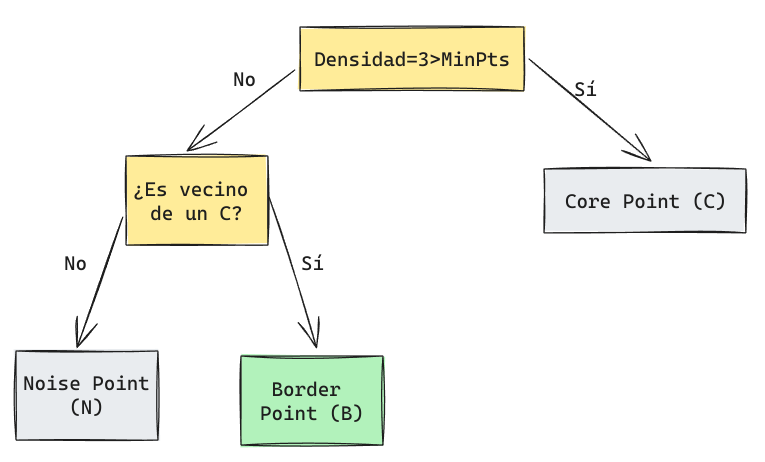 Densidad=3>MinPts
No
Sí
¿Es vecino
de un C?
Core Point (C)
No
Sí
Noise Point
(N)
Border
Point (B)